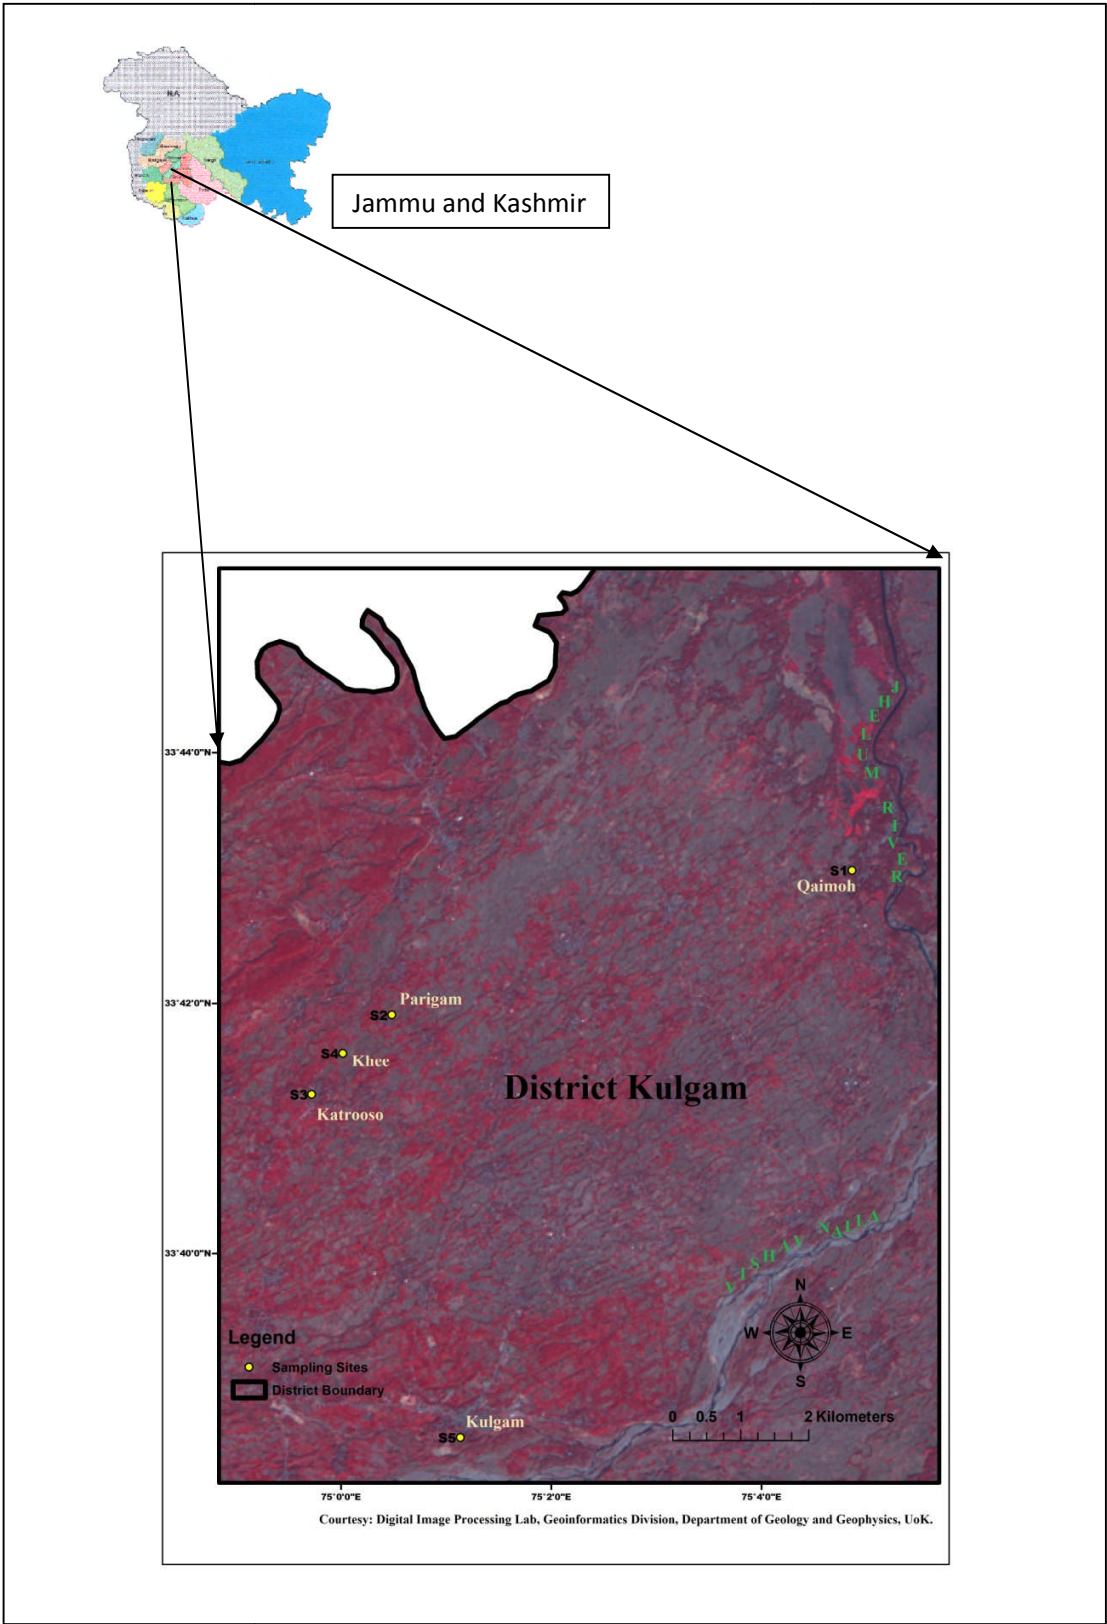 Jammu and Kashmir
JEHELUM RIVER
33°44'0"N
S1
Qaimoh
33°42'0"N
Parigam
S2
S4
Khee
S3
Katrooso
District Kulgam
33°40'0"N
VISHAV NALLA
N
W E
S
Legend
Sampling Sites
District Boundary
0 0.5 1 2 Kilometers
Kulgam
S5
75°0'0"E 75°2'0"E 75°4'0"E
Courtesy: Digital Image Processing Lab, Geoinformatics Division, Department of Geology and Geophysics, UoK.